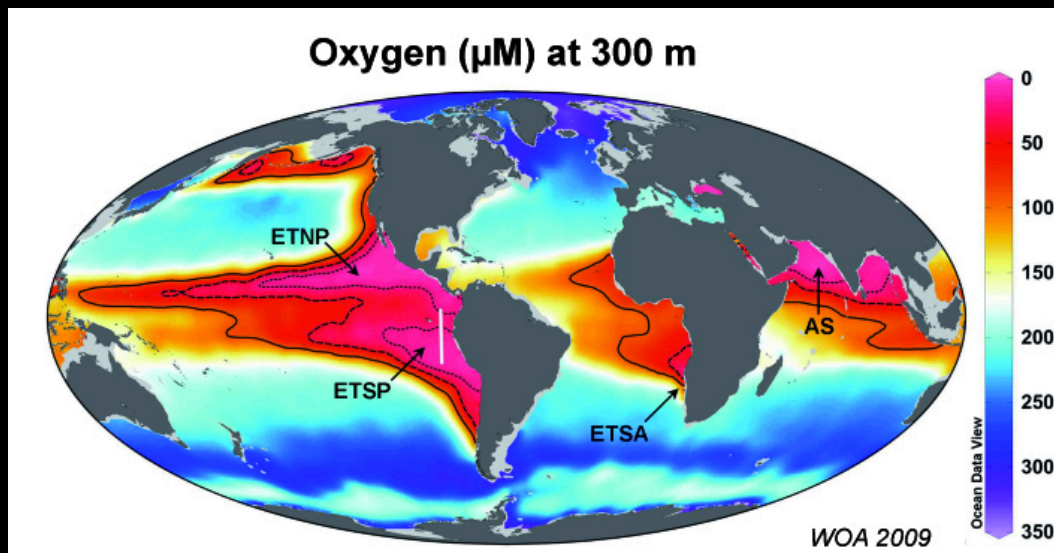 Oxygen (µM) at 300 m
0
50
100
150
200
250
300
350
Ocean Data View
ETNP
ETSP
ETSA
AS
WOA 2009